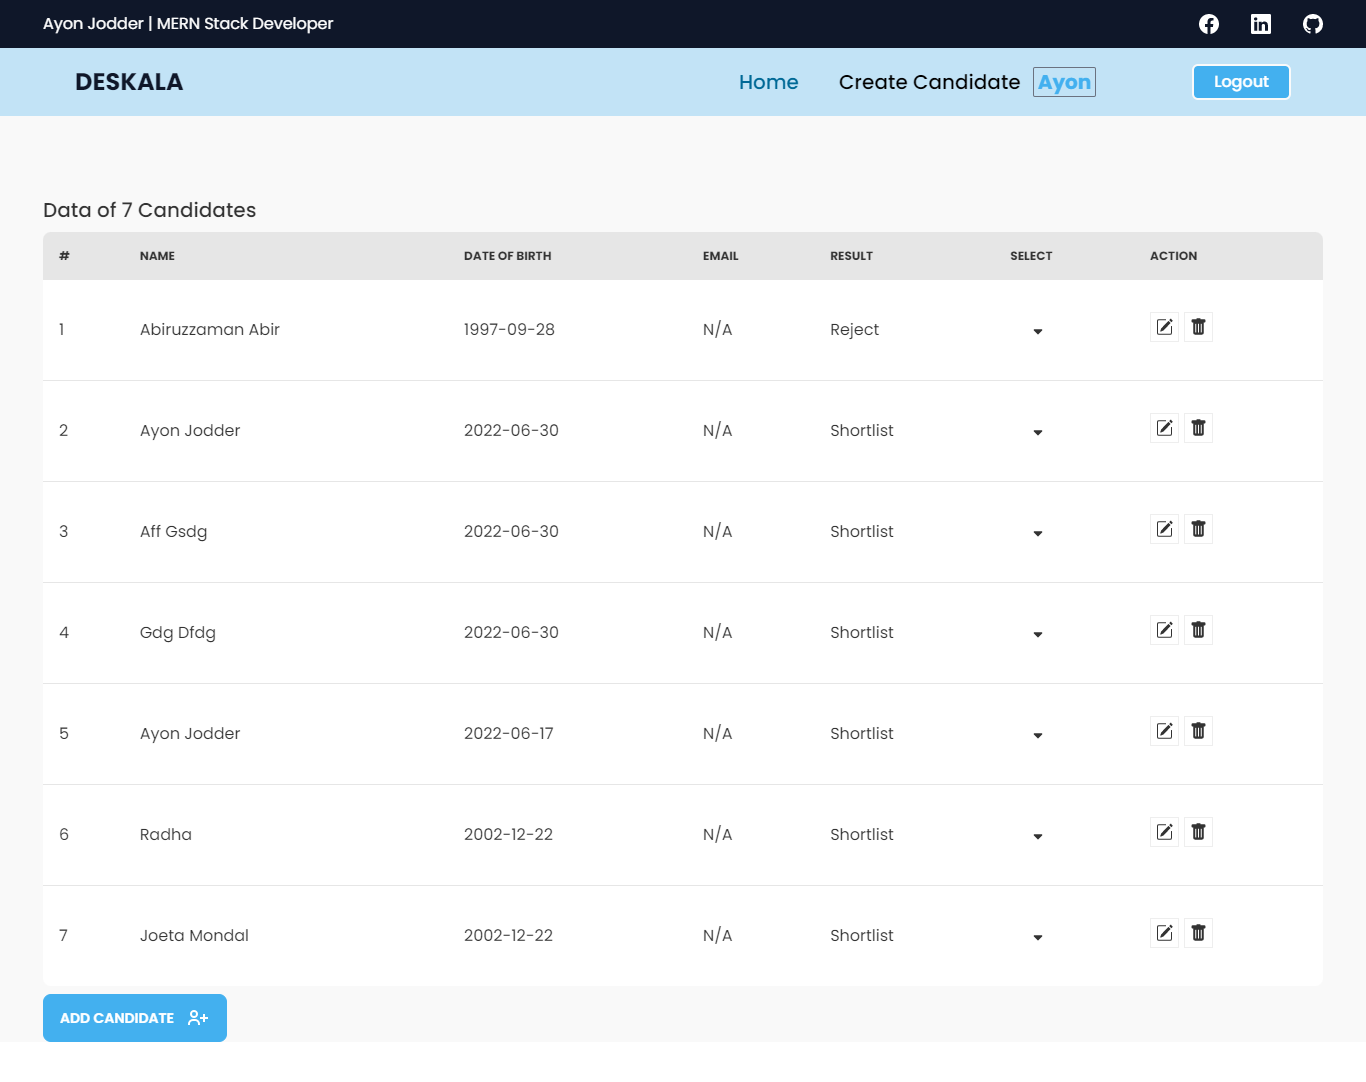 Ayon Jodder | MERN Stack Developer
DESKALA Home Create Candidate Ayon Logout
Data of 7 Candidates
# NAME DATE OF BIRTH EMAIL RESULT SELECT ACTION
1 Abiruzzaman Abir 1997-09-28 N/A Reject
2 Ayon Jodder 2022-06-30 N/A Shortlist
3 Aff Gsdg 2022-06-30 N/A Shortlist
4 Gdg Dfdg 2022-06-30 N/A Shortlist
5 Ayon Jodder 2022-06-17 N/A Shortlist
6 Radha 2002-12-22 N/A Shortlist
7 Joeta Mondal 2002-12-22 N/A Shortlist
ADD CANDIDATE